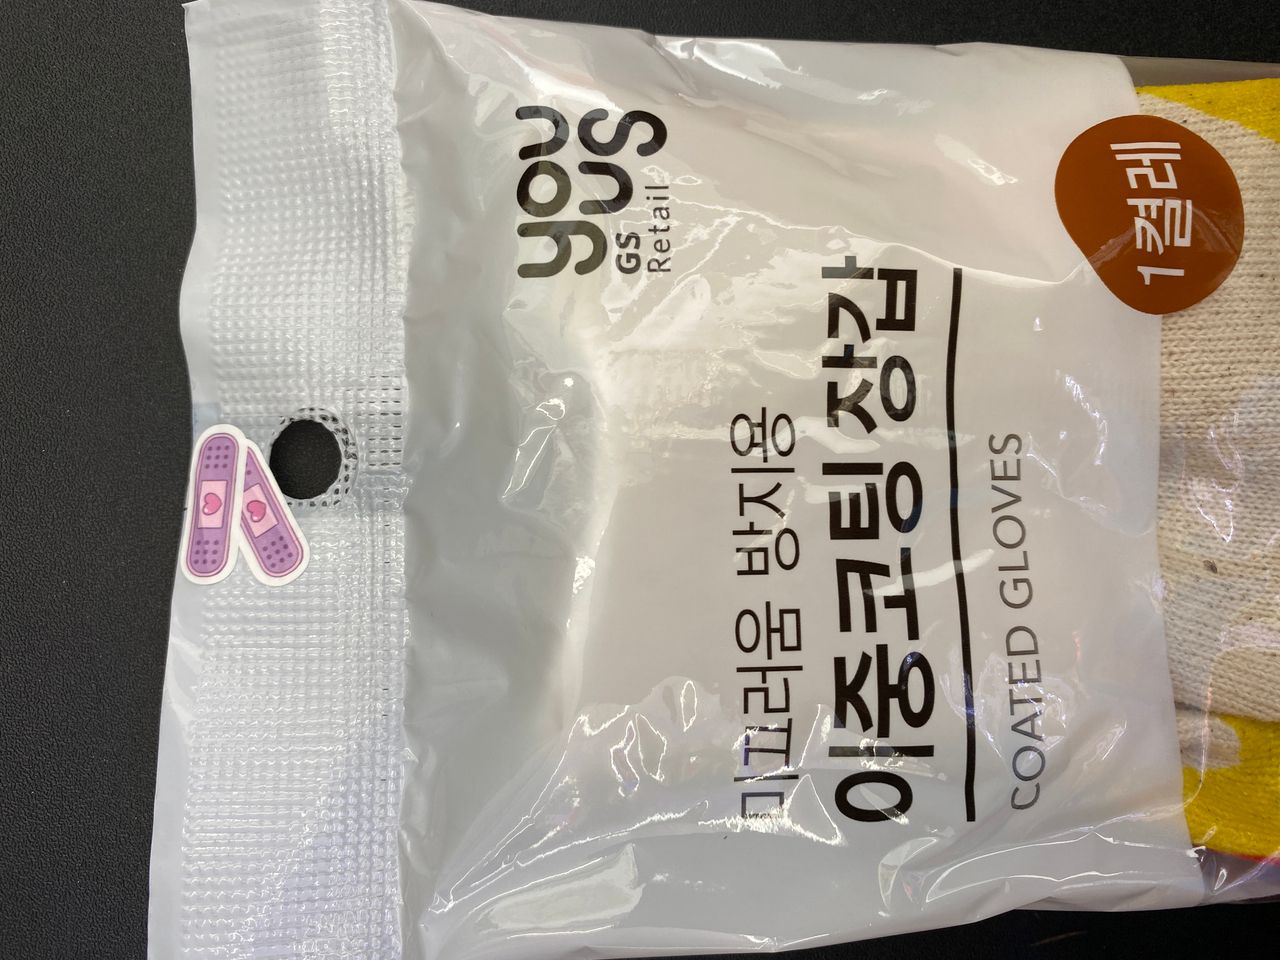 you
us
GS
Retail
미끄러움 방지용
이중코팅 장갑
COATED GLOVES
1 켤레